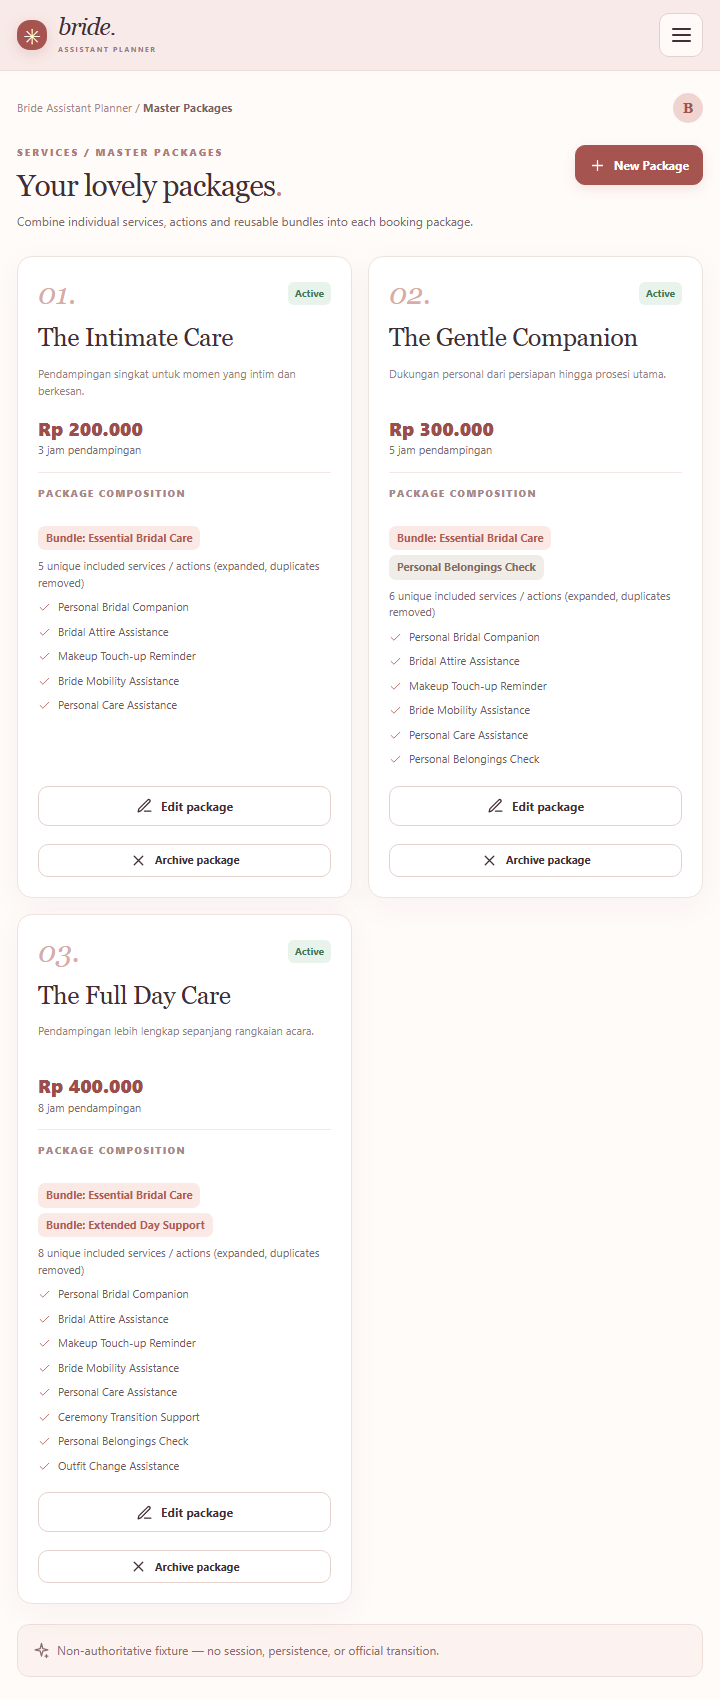 bride.
ASSISTANT PLANNER
Bride Assistant Planner / Master Packages
B
SERVICES / MASTER PACKAGES
Your lovely packages.
New Package
Combine individual services, actions and reusable bundles into each booking package.
01.
Active
The Intimate Care
Pendampingan singkat untuk momen yang intim dan
berkesan.
Rp 200.000
3 jam pendampingan
PACKAGE COMPOSITION
Bundle: Essential Bridal Care
5 unique included services / actions (expanded, duplicates
removed)
Personal Bridal Companion
Bridal Attire Assistance
Makeup Touch-up Reminder
Bride Mobility Assistance
Personal Care Assistance
Edit package
Archive package
02.
Active
The Gentle Companion
Dukungan personal dari persiapan hingga prosesi utama.
Rp 300.000
5 jam pendampingan
PACKAGE COMPOSITION
Bundle: Essential Bridal Care
Personal Belongings Check
6 unique included services / actions (expanded, duplicates
removed)
Personal Bridal Companion
Bridal Attire Assistance
Makeup Touch-up Reminder
Bride Mobility Assistance
Personal Care Assistance
Personal Belongings Check
Edit package
Archive package
03.
Active
The Full Day Care
Pendampingan lebih lengkap sepanjang rangkaian acara.
Rp 400.000
8 jam pendampingan
PACKAGE COMPOSITION
Bundle: Essential Bridal Care
Bundle: Extended Day Support
8 unique included services / actions (expanded, duplicates
removed)
Personal Bridal Companion
Bridal Attire Assistance
Makeup Touch-up Reminder
Bride Mobility Assistance
Personal Care Assistance
Ceremony Transition Support
Personal Belongings Check
Outfit Change Assistance
Edit package
Archive package
Non-authoritative fixture — no session, persistence, or official transition.